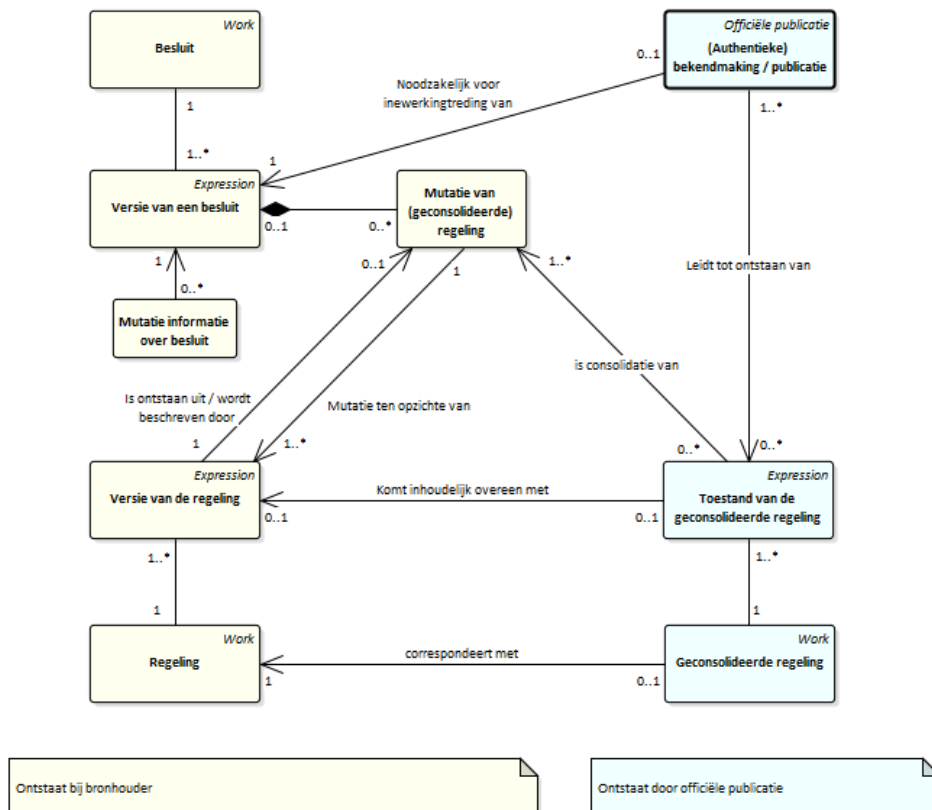 Work
Besluit
Officiële publicatie
(Authentieke)
bekendmaking / publicatie
0..1
1..*
Noodzakelijk voor
inewerkingtreding van
1
1..*
1
Expression
Versie van een besluit
0..1
0..*
Mutatie van
(geconsolideerde)
regeling
1
0..*
0..1
1
1..*
Mutatie informatie
over besluit
Leidt tot ontstaan van
is consolidatie van
Is ontstaan uit / wordt
beschreven door
Mutatie ten opzichte van
1
1..*
0..*
0..*
Expression
Versie van de regeling
Komt inhoudelijk overeen met
0..1
0..1
Expression
Toestand van de
geconsolideerde regeling
1..*
1
1..*
1
Work
Regeling
correspondeert met
1
0..1
Work
Geconsolideerde regeling
Ontstaat bij bronhouder
Ontstaat door officiële publicatie